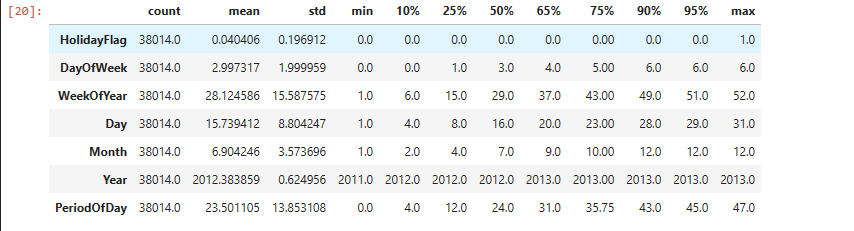 [20]:
count mean std min 10% 25% 50% 65% 75% 90% 95% max
HolidayFlag 38014.0 0.040406 0.196912 0.0 0.0 0.0 0.0 0.0 0.00 0.0 0.0 1.0
DayOfWeek 38014.0 2.997317 1.999959 0.0 0.0 1.0 3.0 4.0 5.00 6.0 6.0 6.0
WeekOfYear 38014.0 28.124586 15.587575 1.0 6.0 15.0 29.0 37.0 43.00 49.0 51.0 52.0
Day 38014.0 15.739412 8.804247 1.0 4.0 8.0 16.0 20.0 23.00 28.0 29.0 31.0
Month 38014.0 6.904246 3.573696 1.0 2.0 4.0 7.0 9.0 10.00 12.0 12.0 12.0
Year 38014.0 2012.383859 0.624956 2011.0 2012.0 2012.0 2012.0 2013.0 2013.00 2013.0 2013.0 2013.0
PeriodOfDay 38014.0 23.501105 13.853108 0.0 4.0 12.0 24.0 31.0 35.75 43.0 45.0 47.0